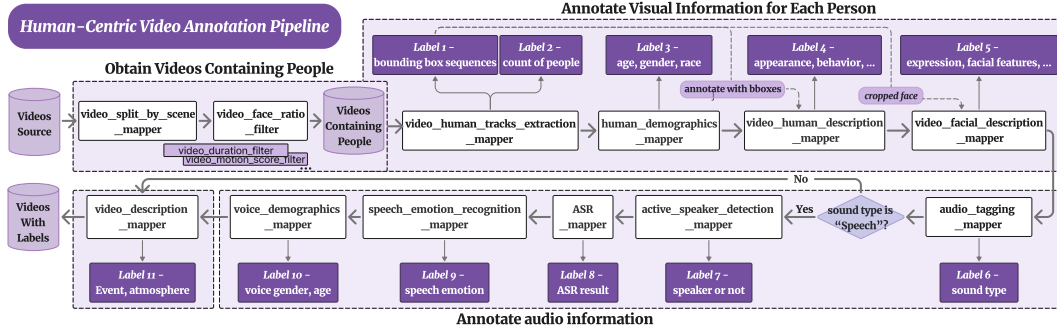 Annotate Visual Information for Each Person
Human-Centric Video Annotation Pipeline
Label 1 -
bounding box sequences
Label 2 -
count of people
Label 3 -
age, gender, race
Label 4 -
appearance, behavior, ...
Label 5 -
expression, facial features, ...
Obtain Videos Containing People
annotate with bboxes
cropped face
Videos
Source
video_split_by_scene
_mapper
video_face_ratio
_filter
Videos
Containing
People
video_human_tracks_extraction
_mapper
human_demographics
_mapper
video_human_description
_mapper
video_facial_description
_mapper
video_duration_filter
video_motion_score_filter
...
No
Videos
With
Labels
video_description
_mapper
voice_demographics
_mapper
speech_emotion_recognition
_mapper
ASR
_mapper
active_speaker_detection
_mapper
Yes
sound type is
“Speech”?
audio_tagging
_mapper
Label 11 -
Event, atmosphere
Label 10 -
voice gender, age
Label 9 -
speech emotion
Label 8 -
ASR result
Label 7 -
speaker or not
Label 6 -
sound type
Annotate audio information